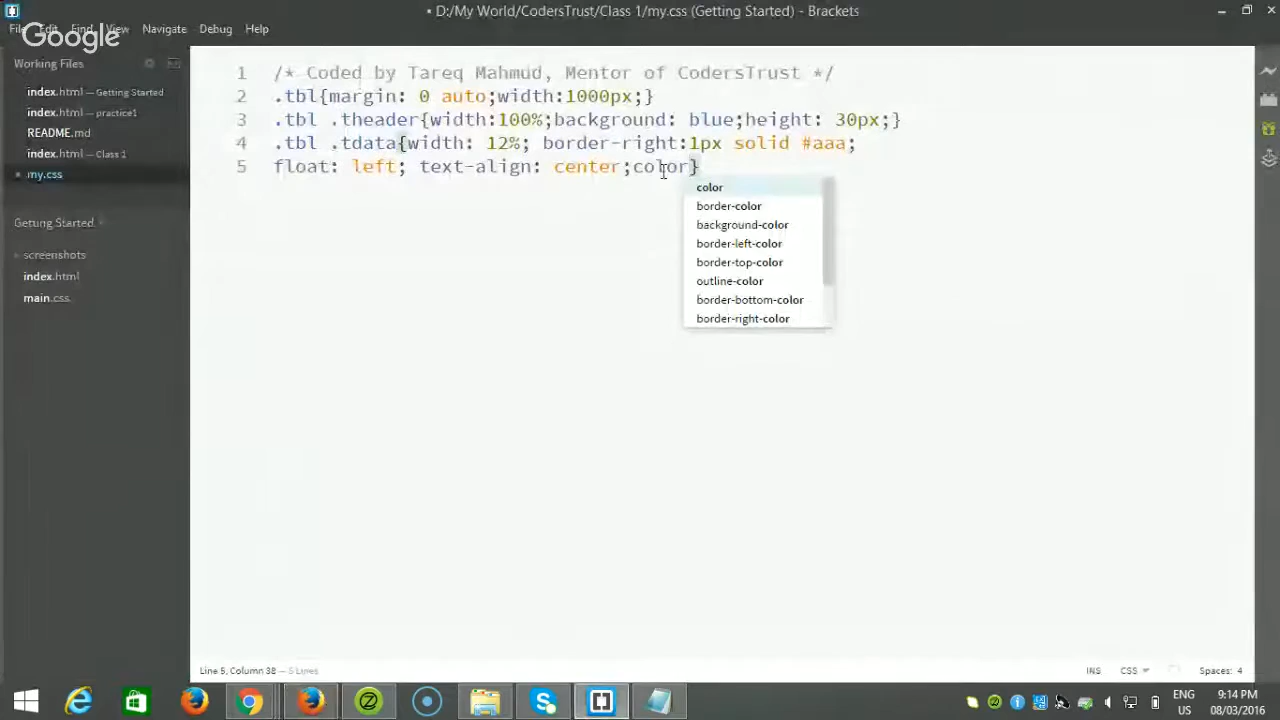 D:/My World/CodersTrust/Class 1/my.css (Getting Started) - Brackets
File Edit Find View Navigate Debug Help
Google
Working Files
index.html — Getting Started
index.html — practice1
README.md
index.html — Class 1
my.css
Getting Started
screenshots
index.html
main.css
1 /* Coded by Tareq Mahmud, Mentor of CodersTrust */
2 .tbl{margin: 0 auto;width:1000px;}
3 .tbl .theader{width:100%;background: blue;height: 30px;}
4 .tbl .tdata{width: 12%; border-right:1px solid #aaa;
5 float: left; text-align: center;color}
color
border-color
background-color
border-left-color
border-top-color
outline-color
border-bottom-color
border-right-color
Line 5, Column 38 — 5 Lines
INS CSS Spaces: 4
ENG 9:14 PM
US 08/03/2016